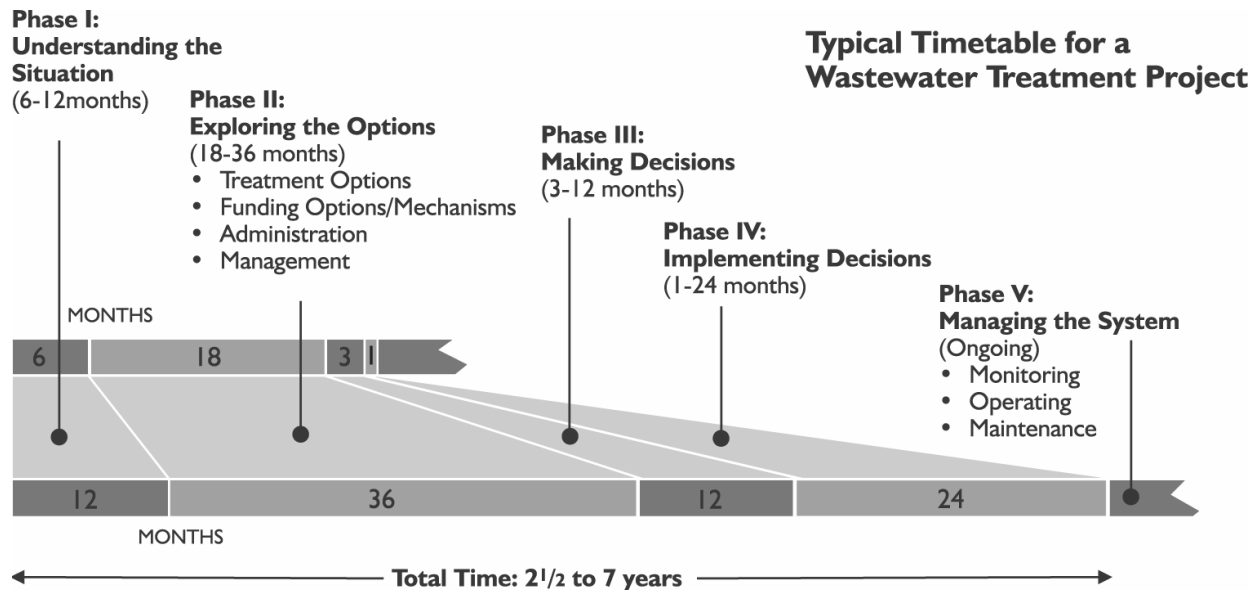 Phase I:
Understanding the
Situation
(6-12months)
Typical Timetable for a
Wastewater Treatment Project
Phase II:
Exploring the Options
(18-36 months)
• Treatment Options
• Funding Options/Mechanisms
• Administration
• Management
Phase III:
Making Decisions
(3-12 months)
Phase IV:
Implementing Decisions
(1-24 months)
Phase V:
Managing the System
(Ongoing)
• Monitoring
• Operating
• Maintenance
MONTHS
6 18 3 1
12 36 12 24
MONTHS
Total Time: 2 1/2 to 7 years